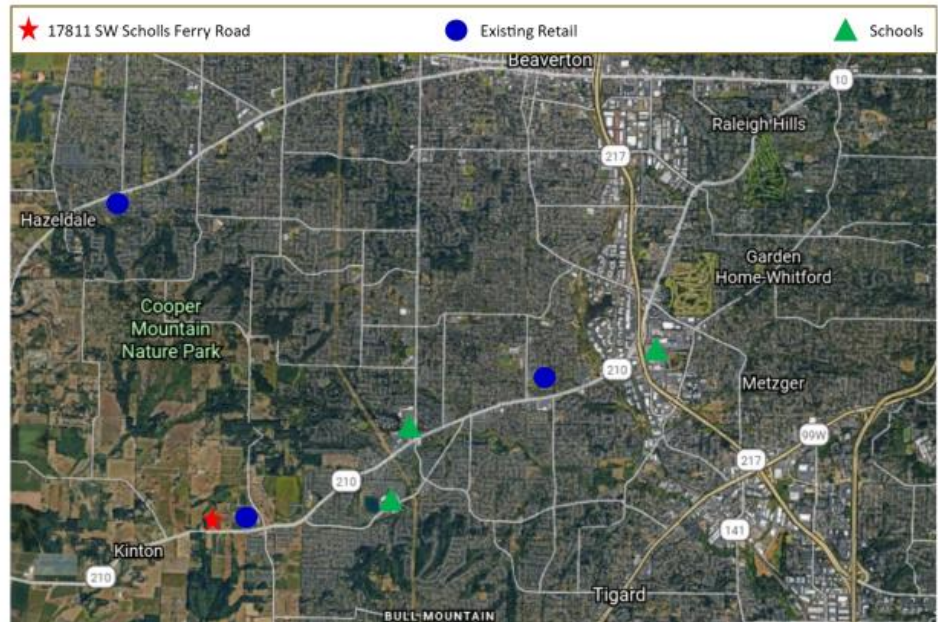 17811 SW Scholls Ferry Road
Existing Retail
Schools
Beaverton
10
Raleigh Hills
217
Hazeldale
Garden
Home-Whitford
Cooper
Mountain
Nature Park
210
Metzger
99W
217
210
141
Kinton
210
Tigard
BULL MOUNTAIN